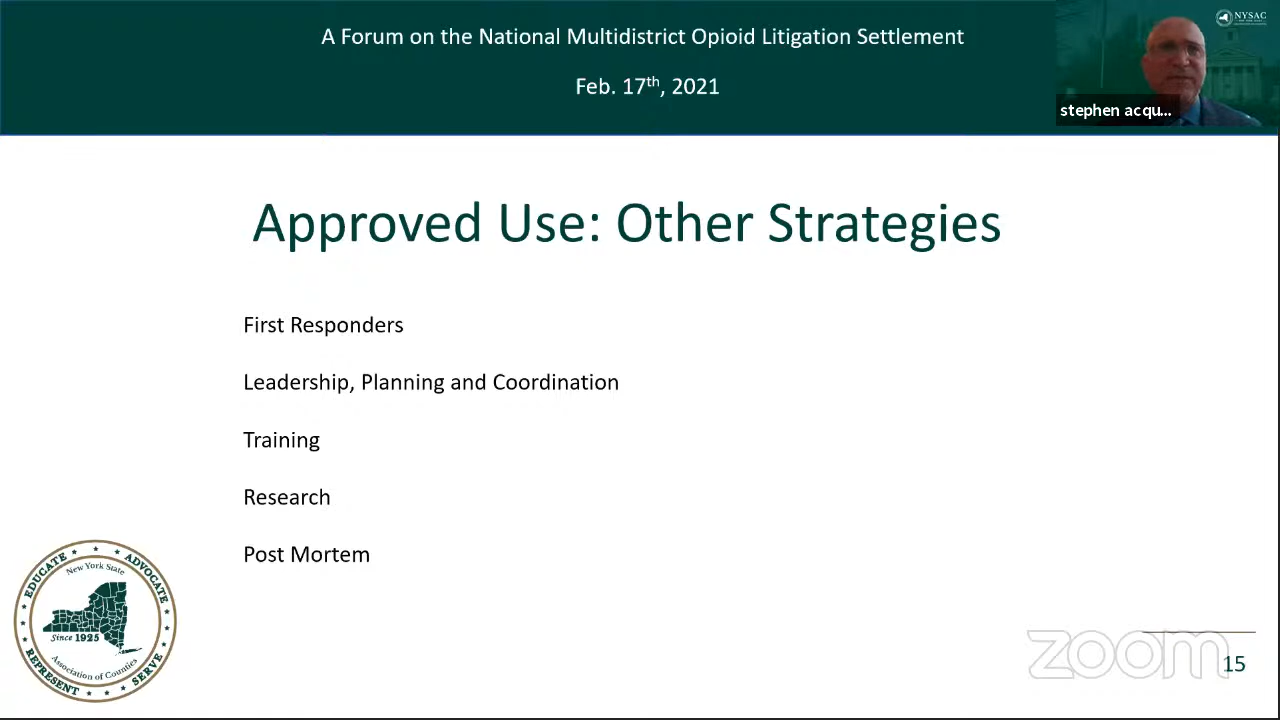 A Forum on the National Multidistrict Opioid Litigation Settlement
Feb. 17th, 2021
NYSAC
stephen acqu...
Approved Use: Other Strategies
First Responders
Leadership, Planning and Coordination
Training
Research
Post Mortem
EDUCATE ★ ADVOCATE
New York State
Since 1925
Association of Counties
REPRESENT ★ ★ ★ SERVE
zoom
15